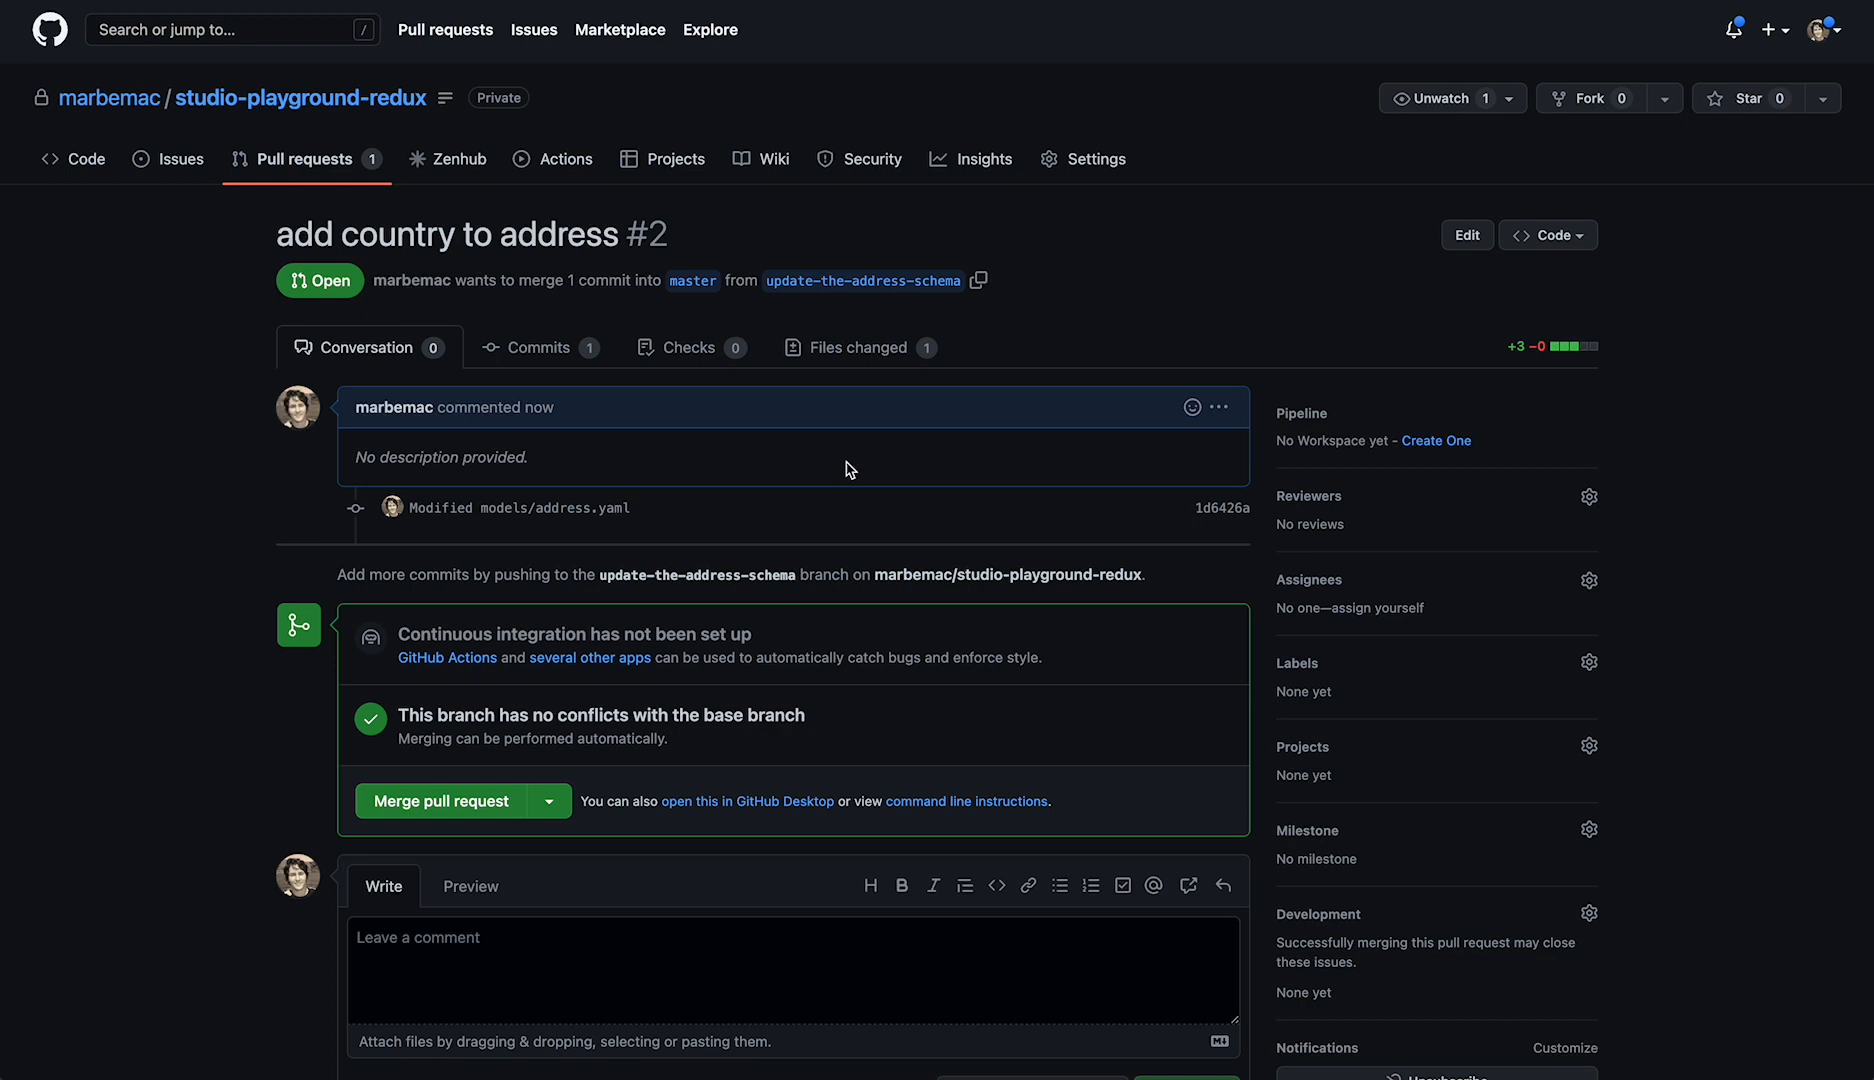 Search or jump to... /
Pull requests Issues Marketplace Explore
marbemac / studio-playground-redux Private
Unwatch 1 Fork 0 Star 0
Code Issues Pull requests 1 Zenhub Actions Projects Wiki Security Insights Settings
add country to address #2
Edit <> Code
Open marbemac wants to merge 1 commit into master from update-the-address-schema
Conversation 0 Commits 1 Checks 0 Files changed 1
+3 −0
marbemac commented now
No description provided.
Modified models/address.yaml 1d6426a
Add more commits by pushing to the update-the-address-schema branch on marbemac/studio-playground-redux.
Continuous integration has not been set up
GitHub Actions and several other apps can be used to automatically catch bugs and enforce style.
This branch has no conflicts with the base branch
Merging can be performed automatically.
Merge pull request You can also open this in GitHub Desktop or view command line instructions.
Write Preview
Leave a comment
Attach files by dragging & dropping, selecting or pasting them.
Pipeline
No Workspace yet - Create One
Reviewers
No reviews
Assignees
No one—assign yourself
Labels
None yet
Projects
None yet
Milestone
No milestone
Development
Successfully merging this pull request may close
these issues.
None yet
Notifications Customize
Unsubscribe